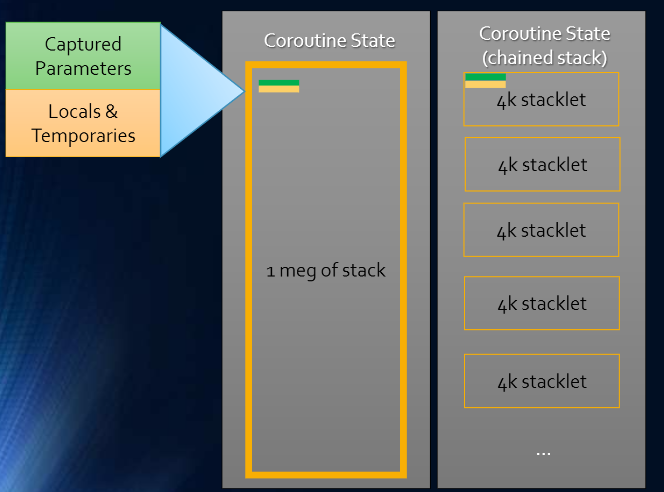 Captured
Parameters
Locals &
Temporaries
Coroutine State
1 meg of stack
Coroutine State
(chained stack)
4k stacklet
4k stacklet
4k stacklet
4k stacklet
4k stacklet
...